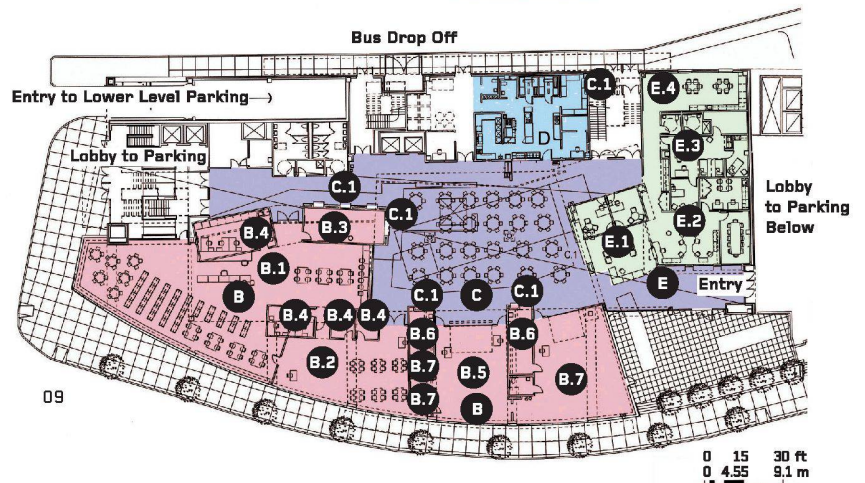 Bus Drop Off
Entry to Lower Level Parking→
C.1
E.4
D
E.3
Lobby to Parking
C.1
Lobby
to Parking
Below
B.4
B.3
C.1
E.2
E.1
B.1
E
Entry
B
C.1
C
C.1
B.4
B.4
B.4
B.6
B.6
B.2
B.7
B.5
B.7
B.7
B
09
0 15 30 ft
0 4.55 9.1 m